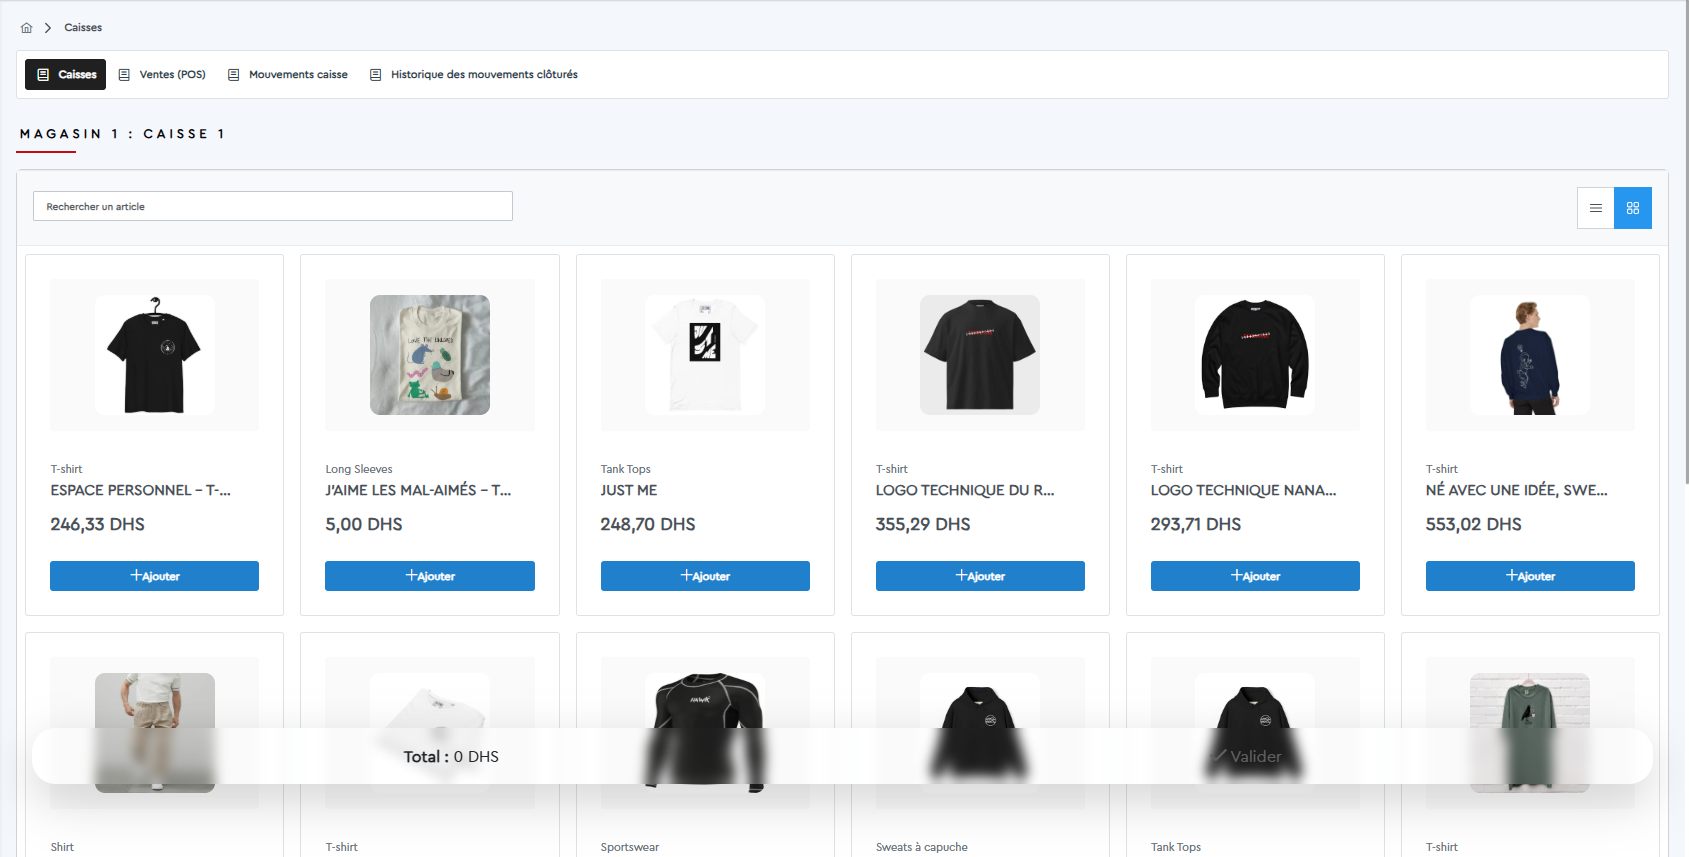 Caisses
Caisses
Ventes (POS)
Mouvements caisse
Historique des mouvements clôturés
MAGASIN 1 : CAISSE 1
Rechercher un article
LOVE THE UNLOVED
T-shirt
ESPACE PERSONNEL – T-...
246,33 DHS
Ajouter
Long Sleeves
J'AIME LES MAL-AIMÉS – T...
5,00 DHS
Ajouter
Tank Tops
JUST ME
248,70 DHS
Ajouter
T-shirt
LOGO TECHNIQUE DU R...
355,29 DHS
Ajouter
T-shirt
LOGO TECHNIQUE NANA...
293,71 DHS
Ajouter
T-shirt
NÉ AVEC UNE IDÉE, SWE...
553,02 DHS
Ajouter
Total : 0 DHS
Valider
Shirt
T-shirt
Sportswear
Sweats à capuche
Tank Tops
T-shirt